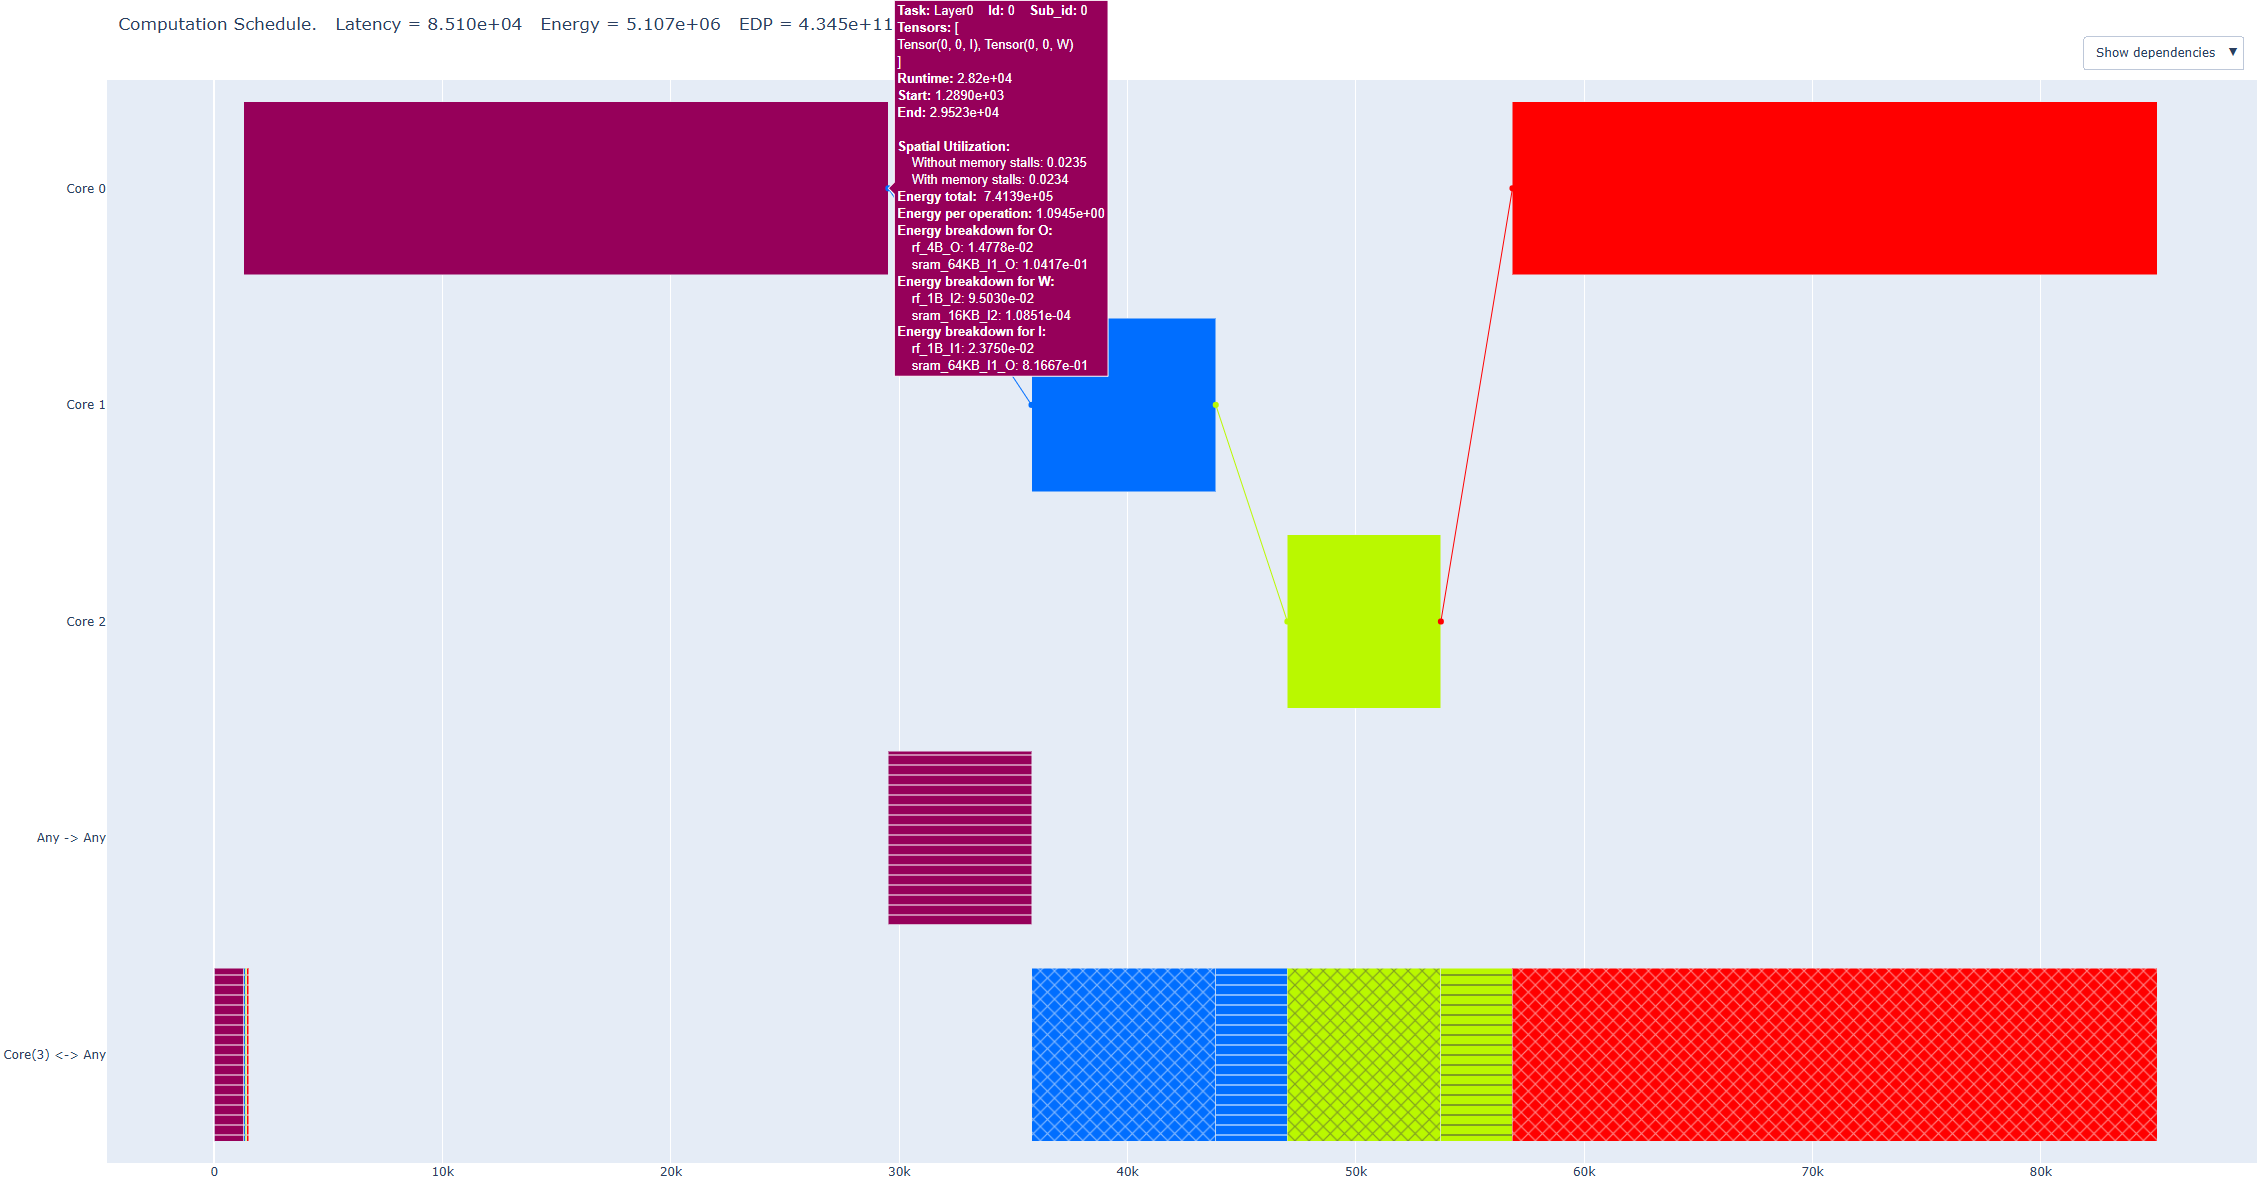 Computation Schedule.   Latency = 8.510e+04   Energy = 5.107e+06   EDP = 4.345e+11
Show dependencies ▼
Task: Layer0    Id: 0    Sub_id: 0
Tensors: [
Tensor(0, 0, I), Tensor(0, 0, W)
]
Runtime: 2.82e+04
Start: 1.2890e+03
End: 2.9523e+04
Spatial Utilization:
Without memory stalls: 0.0235
With memory stalls: 0.0234
Energy total:  7.4139e+05
Energy per operation: 1.0945e+00
Energy breakdown for O:
rf_4B_O: 1.4778e-02
sram_64KB_I1_O: 1.0417e-01
Energy breakdown for W:
rf_1B_I2: 9.5030e-02
sram_16KB_I2: 1.0851e-04
Energy breakdown for I:
rf_1B_I1: 2.3750e-02
sram_64KB_I1_O: 8.1667e-01
Core 0
Core 1
Core 2
Any -> Any
Core(3) <-> Any
0 10k 20k 30k 40k 50k 60k 70k 80k